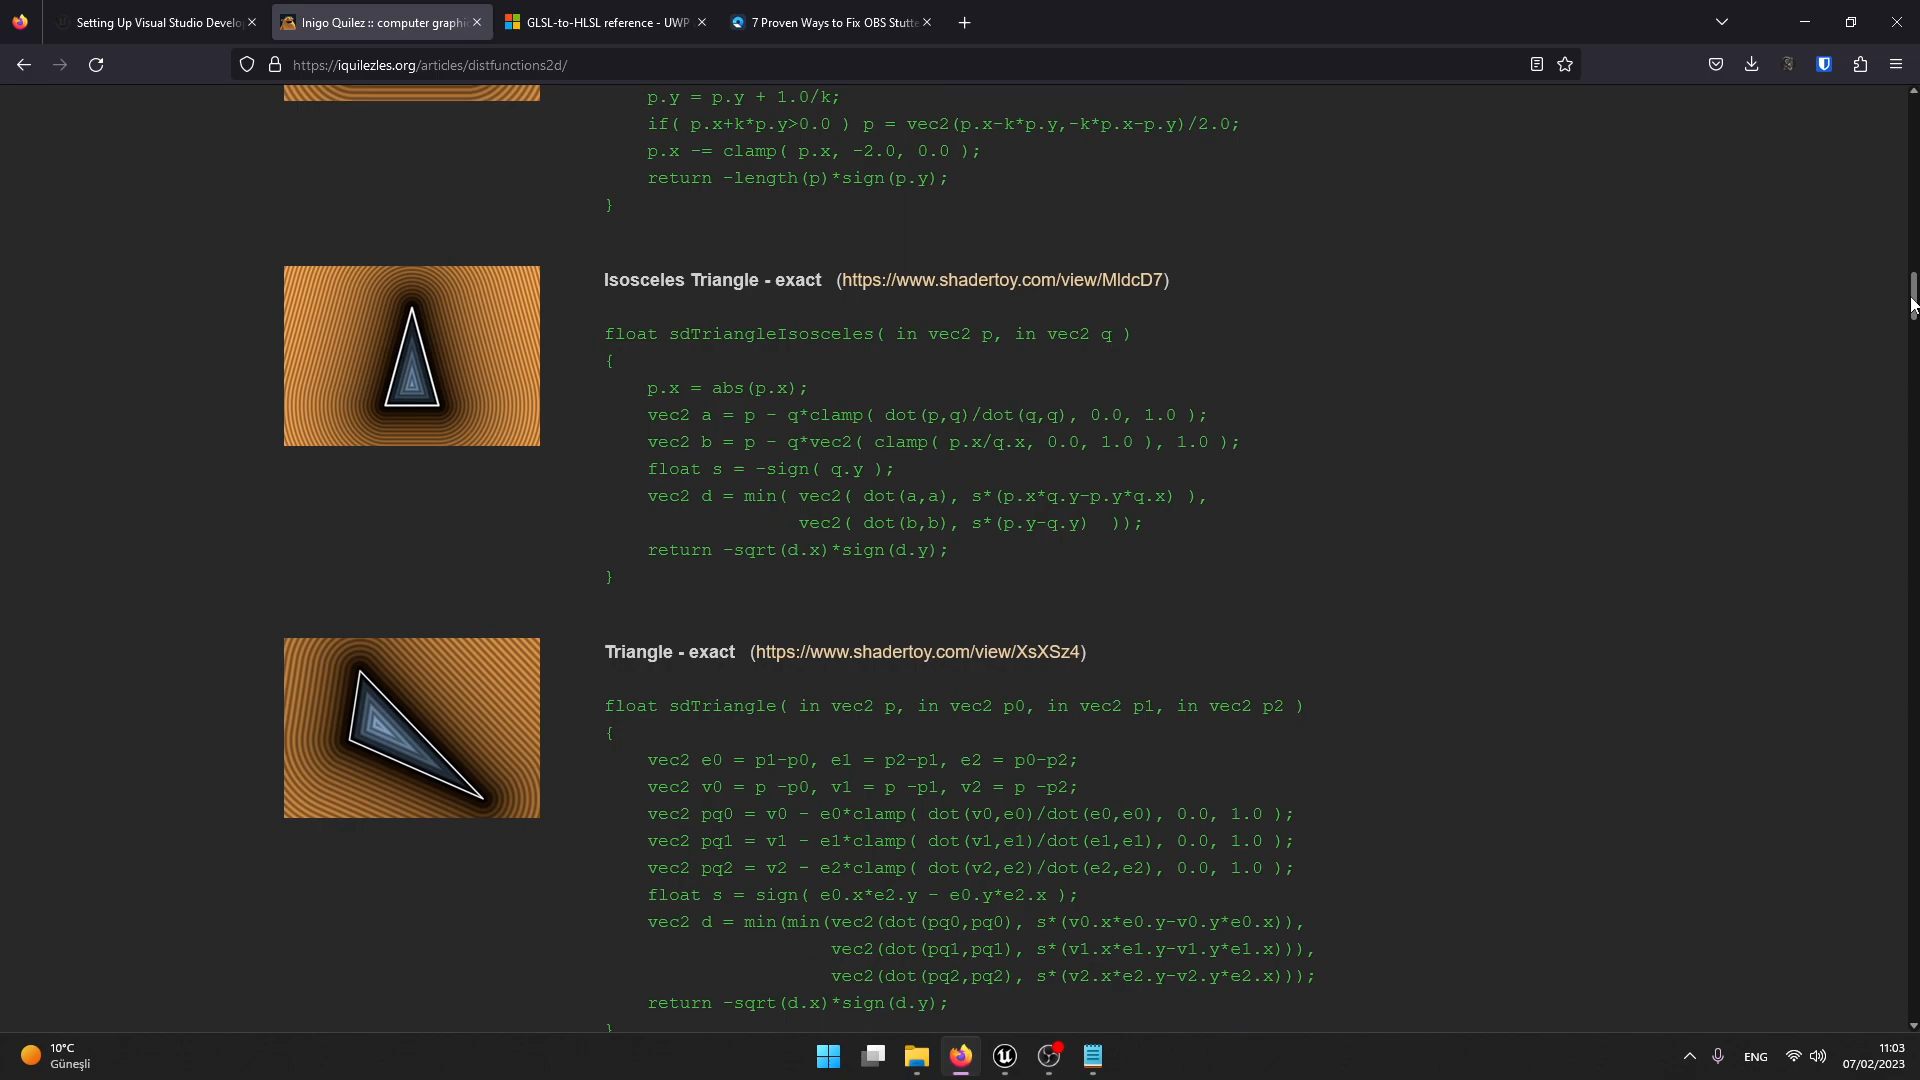 Setting Up Visual Studio Develo
Inigo Quilez :: computer graphi
GLSL-to-HLSL reference - UWP
7 Proven Ways to Fix OBS Stutte
https://iquilezles.org/articles/distfunctions2d/
p.y = p.y + 1.0/k;
if( p.x+k*p.y>0.0 ) p = vec2(p.x-k*p.y,-k*p.x-p.y)/2.0;
p.x -= clamp( p.x, -2.0, 0.0 );
return -length(p)*sign(p.y);
}
Isosceles Triangle - exact (https://www.shadertoy.com/view/MldcD7)
float sdTriangleIsosceles( in vec2 p, in vec2 q )
{
p.x = abs(p.x);
vec2 a = p - q*clamp( dot(p,q)/dot(q,q), 0.0, 1.0 );
vec2 b = p - q*vec2( clamp( p.x/q.x, 0.0, 1.0 ), 1.0 );
float s = -sign( q.y );
vec2 d = min( vec2( dot(a,a), s*(p.x*q.y-p.y*q.x) ),
vec2( dot(b,b), s*(p.y-q.y) ));
return -sqrt(d.x)*sign(d.y);
}
Triangle - exact (https://www.shadertoy.com/view/XsXSz4)
float sdTriangle( in vec2 p, in vec2 p0, in vec2 p1, in vec2 p2 )
{
vec2 e0 = p1-p0, e1 = p2-p1, e2 = p0-p2;
vec2 v0 = p -p0, v1 = p -p1, v2 = p -p2;
vec2 pq0 = v0 - e0*clamp( dot(v0,e0)/dot(e0,e0), 0.0, 1.0 );
vec2 pq1 = v1 - e1*clamp( dot(v1,e1)/dot(e1,e1), 0.0, 1.0 );
vec2 pq2 = v2 - e2*clamp( dot(v2,e2)/dot(e2,e2), 0.0, 1.0 );
float s = sign( e0.x*e2.y - e0.y*e2.x );
vec2 d = min(min(vec2(dot(pq0,pq0), s*(v0.x*e0.y-v0.y*e0.x)),
vec2(dot(pq1,pq1), s*(v1.x*e1.y-v1.y*e1.x))),
vec2(dot(pq2,pq2), s*(v2.x*e2.y-v2.y*e2.x)));
return -sqrt(d.x)*sign(d.y);
}
10°C
Güneşli
ENG
11:03
07/02/2023